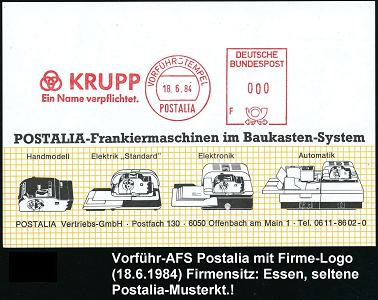 KRUPP
Ein Name verpflichtet.
VORFÜHRSTEMPEL
18. 6. 84
POSTALIA
DEUTSCHE
BUNDESPOST
000
F
POSTALIA-Frankiermaschinen im Baukasten-System
Handmodell Elektrik „Standard" Elektronik Automatik
POSTALIA Vertriebs-GmbH · Postfach 130 · 6050 Offenbach am Main 1 · Tel. 0611-8602-0
Vorführ-AFS Postalia mit Firme-Logo
(18.6.1984) Firmensitz: Essen, seltene
Postalia-Musterkt.!